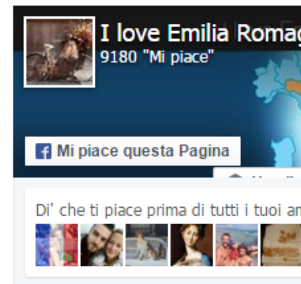 I love Emilia Romag
9180 "Mi piace"
Mi piace questa Pagina
Di' che ti piace prima di tutti i tuoi am